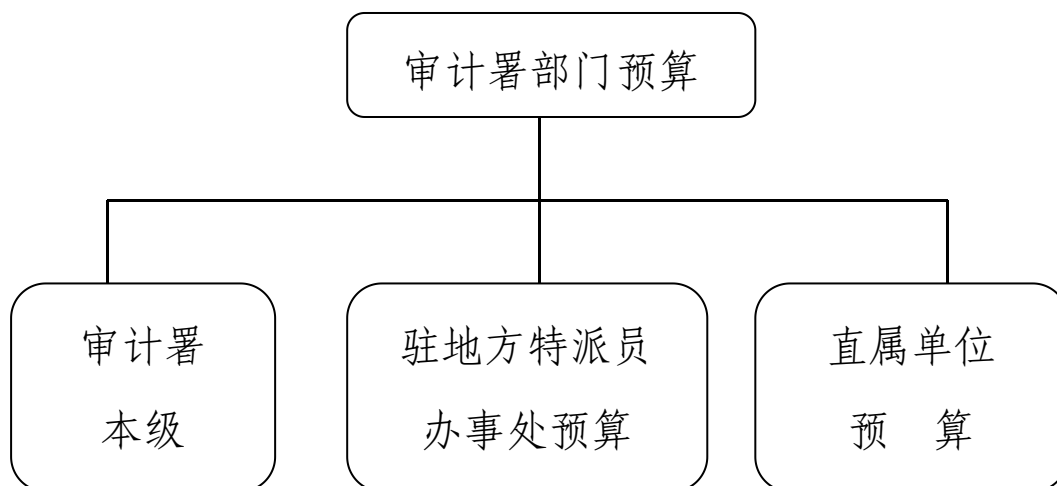 审计署部门预算
审计署
本级
驻地方特派员
办事处预算
直属单位
预　算